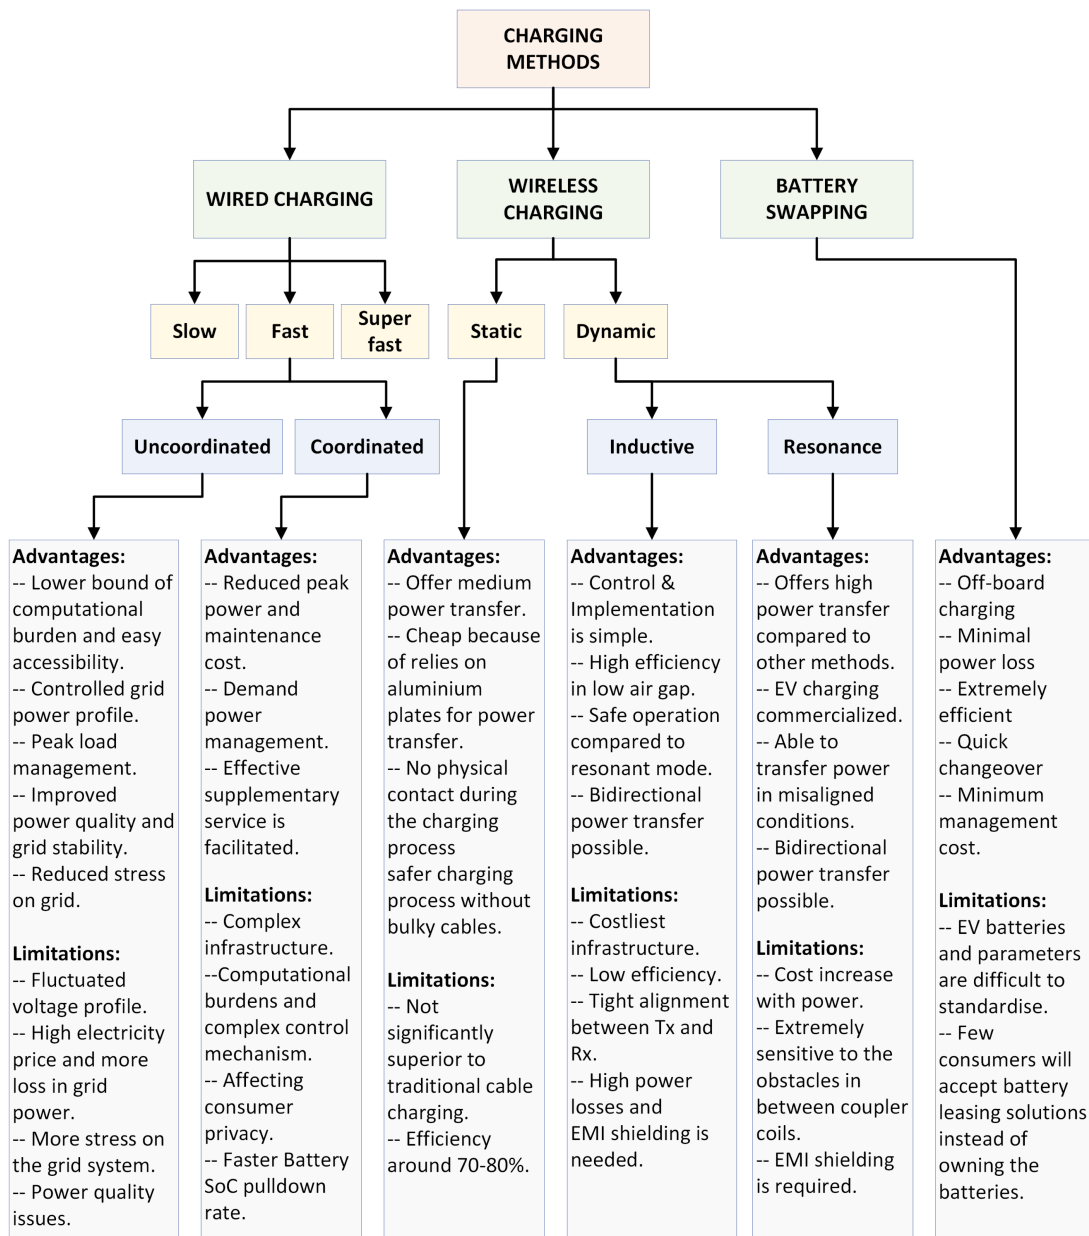 CHARGING
METHODS
WIRED CHARGING
WIRELESS
CHARGING
BATTERY
SWAPPING
Slow
Fast
Super
fast
Static
Dynamic
Uncoordinated
Coordinated
Inductive
Resonance
Advantages:
-- Lower bound of
computational
burden and easy
accessibility.
-- Controlled grid
power profile.
-- Peak load
management.
-- Improved
power quality and
grid stability.
-- Reduced stress
on grid.
Limitations:
-- Fluctuated
voltage profile.
-- High electricity
price and more
loss in grid
power.
-- More stress on
the grid system.
-- Power quality
issues.
Advantages:
-- Reduced peak
power and
maintenance
cost.
-- Demand
power
management.
-- Effective
supplementary
service is
facilitated.
Limitations:
-- Complex
infrastructure.
--Computational
burdens and
complex control
mechanism.
-- Affecting
consumer
privacy.
-- Faster Battery
SoC pulldown
rate.
Advantages:
-- Offer medium
power transfer.
-- Cheap because
of relies on
aluminium
plates for power
transfer.
-- No physical
contact during
the charging
process
safer charging
process without
bulky cables.
Limitations:
-- Not
significantly
superior to
traditional cable
charging.
-- Efficiency
around 70-80%.
Advantages:
-- Control &
Implementation
is simple.
-- High efficiency
in low air gap.
-- Safe operation
compared to
resonant mode.
-- Bidirectional
power transfer
possible.
Limitations:
-- Costliest
infrastructure.
-- Low efficiency.
-- Tight alignment
between Tx and
Rx.
-- High power
losses and
EMI shielding is
needed.
Advantages:
-- Offers high
power transfer
compared to
other methods.
-- EV charging
commercialized.
-- Able to
transfer power
in misaligned
conditions.
-- Bidirectional
power transfer
possible.
Limitations:
-- Cost increase
with power.
-- Extremely
sensitive to the
obstacles in
between coupler
coils.
-- EMI shielding
is required.
Advantages:
-- Off-board
charging
-- Minimal
power loss
-- Extremely
efficient
-- Quick
changeover
-- Minimum
management
cost.
Limitations:
-- EV batteries
and parameters
are difficult to
standardise.
-- Few
consumers will
accept battery
leasing solutions
instead of
owning the
batteries.